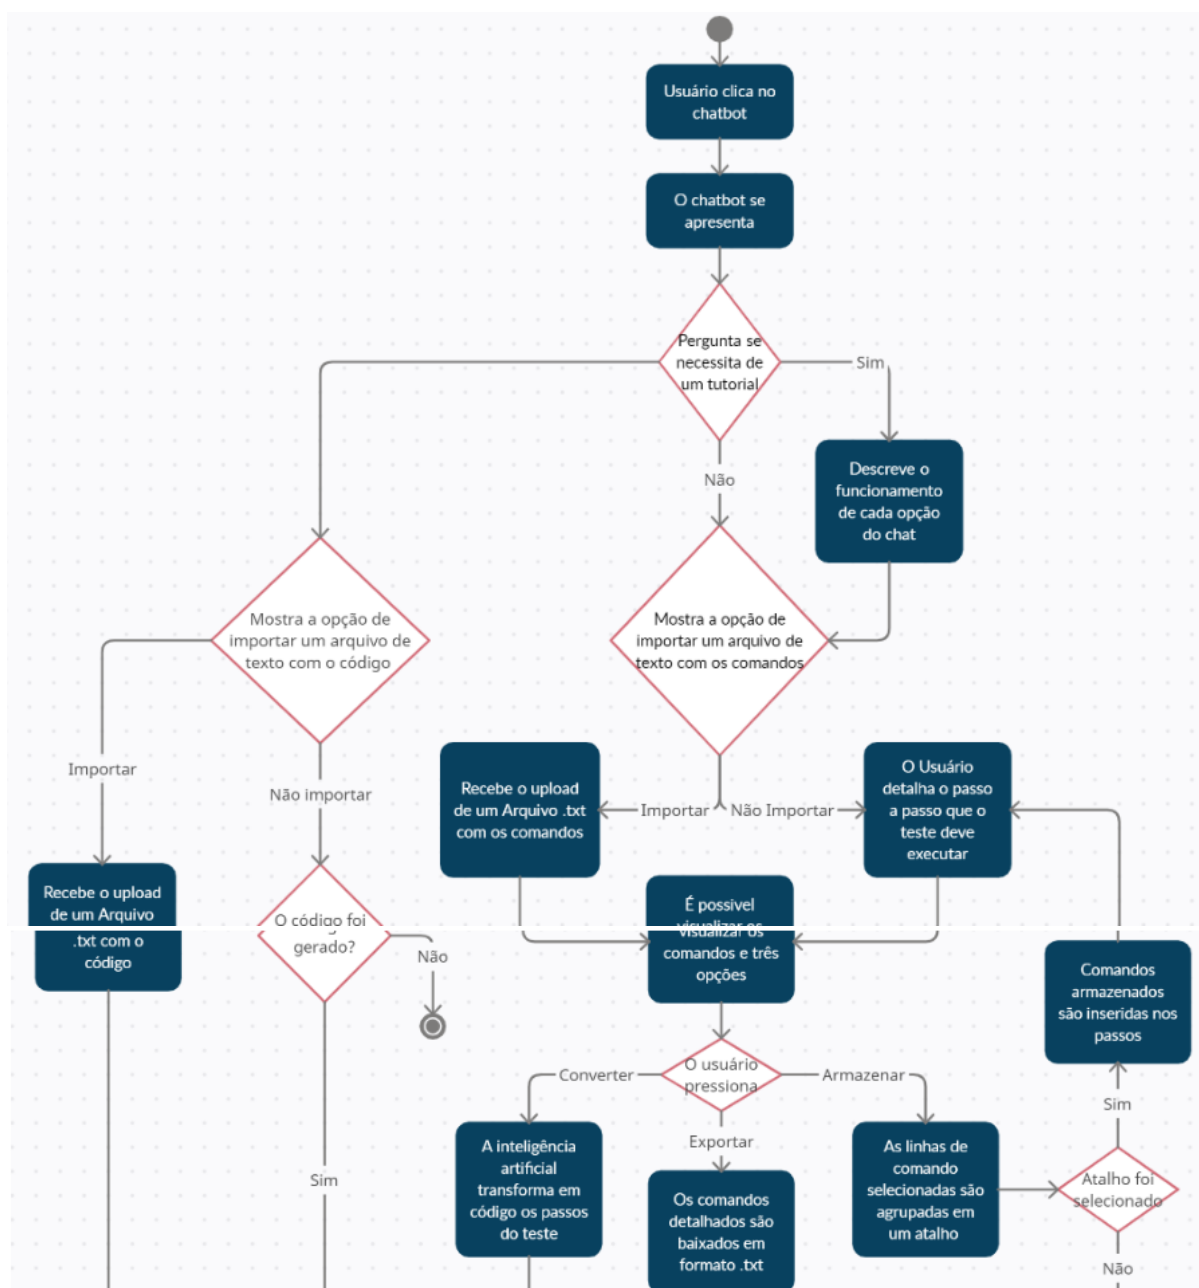 Usuário clica no
chatbot
O chatbot se
apresenta
Pergunta se
necessita de
um tutorial
Sim
Não
Descreve o
funcionamento
de cada opção
do chat
Mostra a opção de
importar um arquivo de
texto com o código
Mostra a opção de
importar um arquivo de
texto com os comandos
Importar
Não importar
Recebe o upload
de um Arquivo .txt
com os comandos
Importar
Não Importar
O Usuário
detalha o passo
a passo que o
teste deve
executar
Recebe o upload
de um Arquivo
.txt com o
código
O código foi
gerado?
Não
É possivel
visualizar os
comandos e três
opções
Comandos
armazenados
são inseridas nos
passos
Converter
O usuário
pressiona
Armazenar
Exportar
Sim
A inteligência
artificial
transforma em
código os passos
do teste
Os comandos
detalhados são
baixados em
formato .txt
As linhas de
comando
selecionadas são
agrupadas em
um atalho
Atalho foi
selecionado
Sim
Não